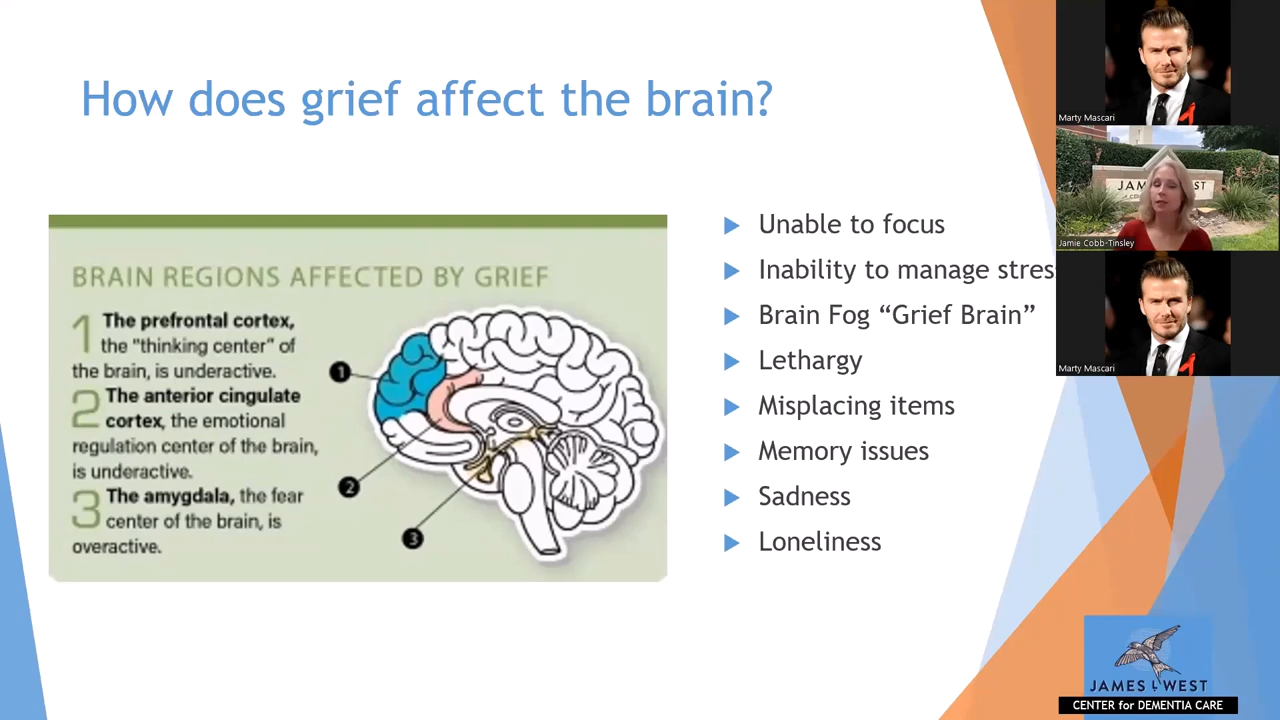 How does grief affect the brain?
BRAIN REGIONS AFFECTED BY GRIEF
1 The prefrontal cortex,
the "thinking center" of
the brain, is underactive.
2 The anterior cingulate
cortex, the emotional
regulation center of the brain,
is underactive.
3 The amygdala, the fear
center of the brain, is
overactive.
1
2
3
Unable to focus
Inability to manage stres
Brain Fog “Grief Brain”
Lethargy
Misplacing items
Memory issues
Sadness
Loneliness
Marty Mascari
JAM
WEST
Jamie Cobb-Tinsley
Marty Mascari
JAMES L WEST
CENTER for DEMENTIA CARE